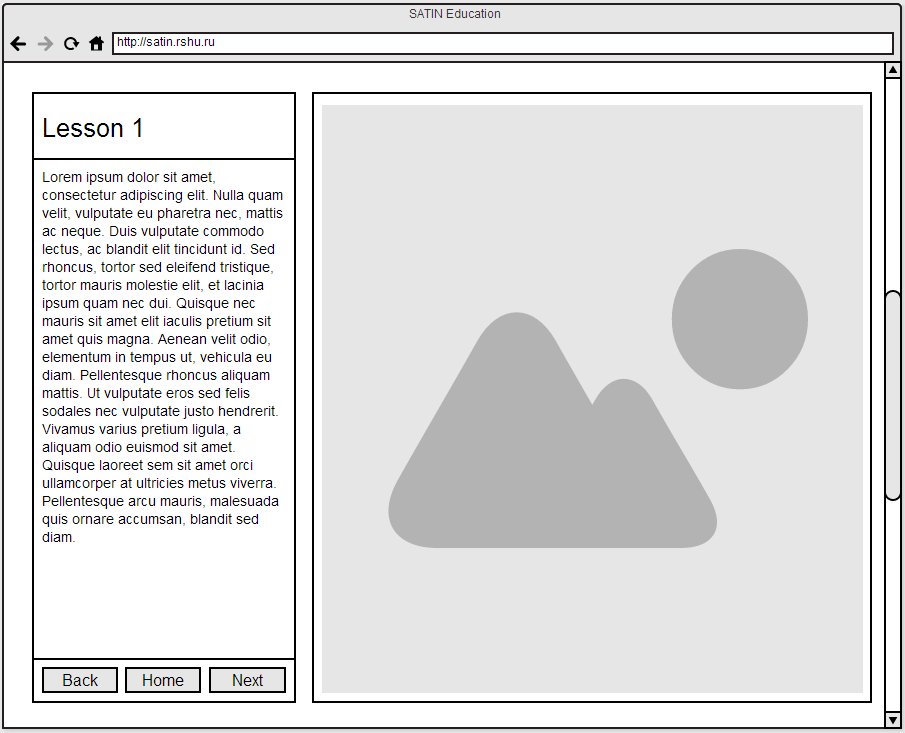 SATIN Education
http://satin.rshu.ru
Lesson 1
Lorem ipsum dolor sit amet,
consectetur adipiscing elit. Nulla quam
velit, vulputate eu pharetra nec, mattis
ac neque. Duis vulputate commodo
lectus, ac blandit elit tincidunt id. Sed
rhoncus, tortor sed eleifend tristique,
tortor mauris molestie elit, et lacinia
ipsum quam nec dui. Quisque nec
mauris sit amet elit iaculis pretium sit
amet quis magna. Aenean velit odio,
elementum in tempus ut, vehicula eu
diam. Pellentesque rhoncus aliquam
mattis. Ut vulputate eros sed felis
sodales nec vulputate justo hendrerit.
Vivamus varius pretium ligula, a
aliquam odio euismod sit amet.
Quisque laoreet sem sit amet orci
ullamcorper at ultricies metus viverra.
Pellentesque arcu mauris, malesuada
quis ornare accumsan, blandit sed
diam.
Back Home Next